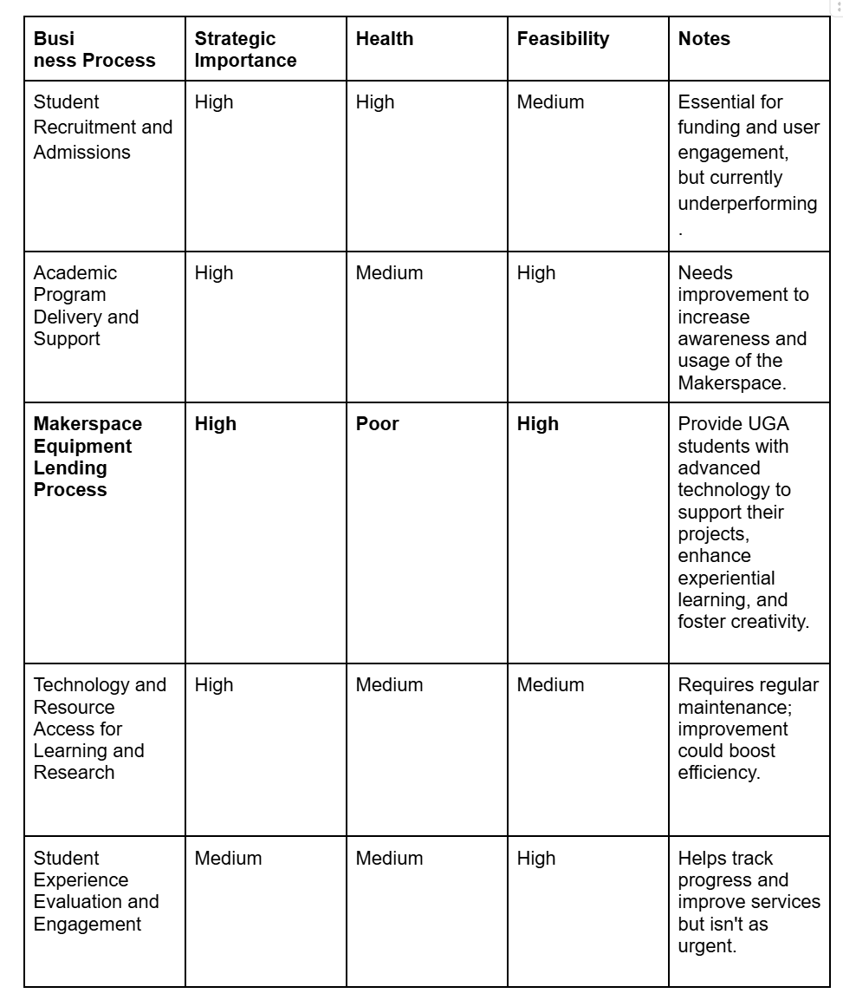 Busi
ness Process
Strategic
Importance
Health
Feasibility
Notes
Student
Recruitment and
Admissions
High
High
Medium
Essential for
funding and user
engagement,
but currently
underperforming
.
Academic
Program
Delivery and
Support
High
Medium
High
Needs
improvement to
increase
awareness and
usage of the
Makerspace.
Makerspace
Equipment
Lending
Process
High
Poor
High
Provide UGA
students with
advanced
technology to
support their
projects,
enhance
experiential
learning, and
foster creativity.
Technology and
Resource
Access for
Learning and
Research
High
Medium
Medium
Requires regular
maintenance;
improvement
could boost
efficiency.
Student
Experience
Evaluation and
Engagement
Medium
Medium
High
Helps track
progress and
improve services
but isn't as
urgent.